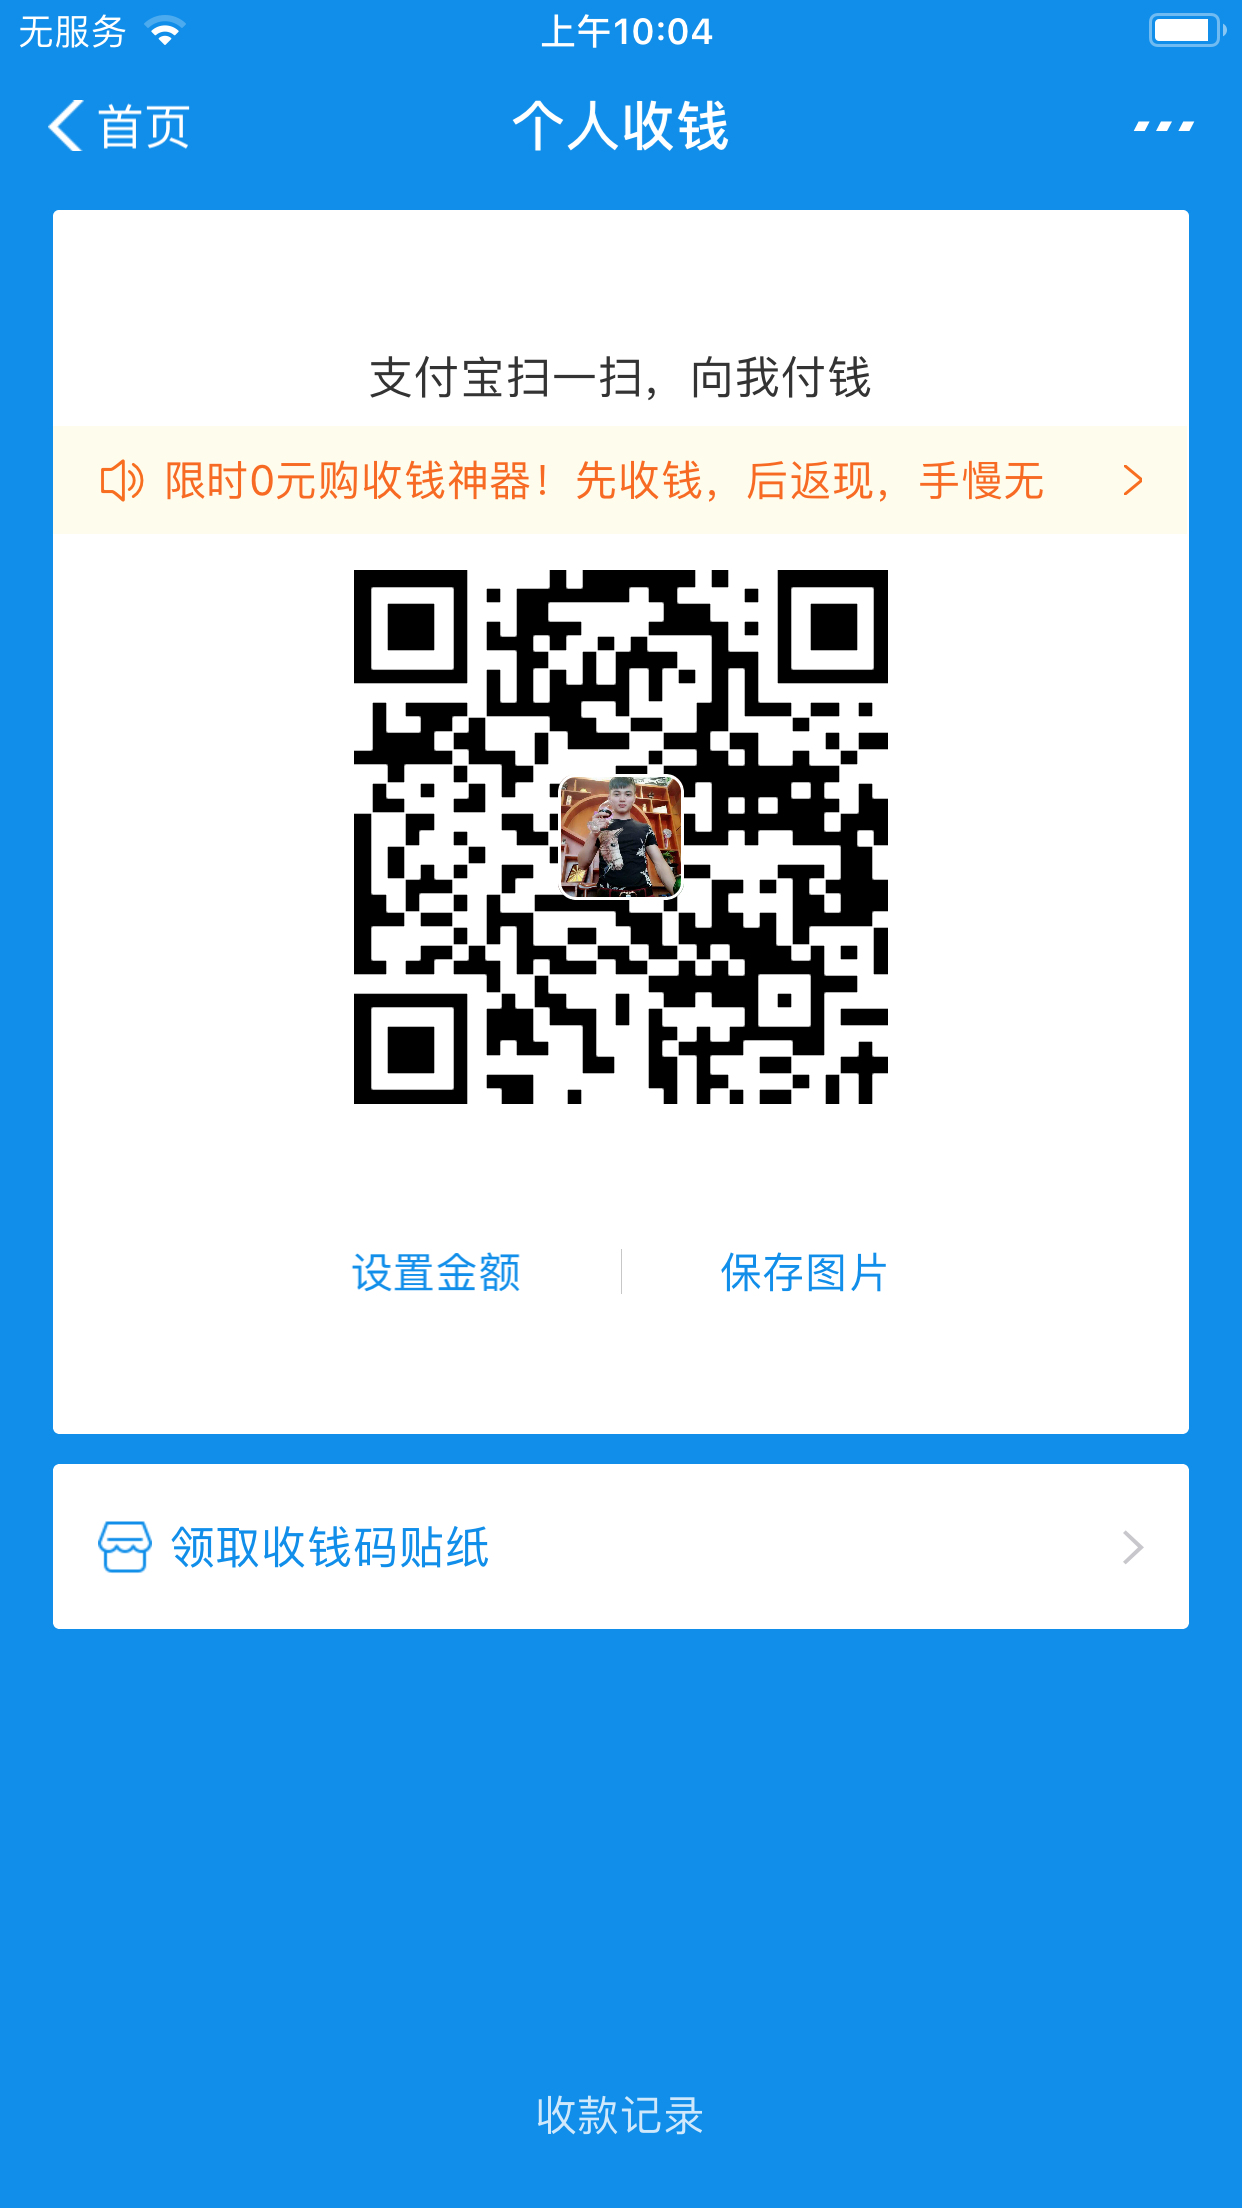 无服务
上午10:04
首页
个人收钱
支付宝扫一扫，向我付钱
限时0元购收钱神器！先收钱，后返现，手慢无
设置金额
保存图片
领取收钱码贴纸
收款记录